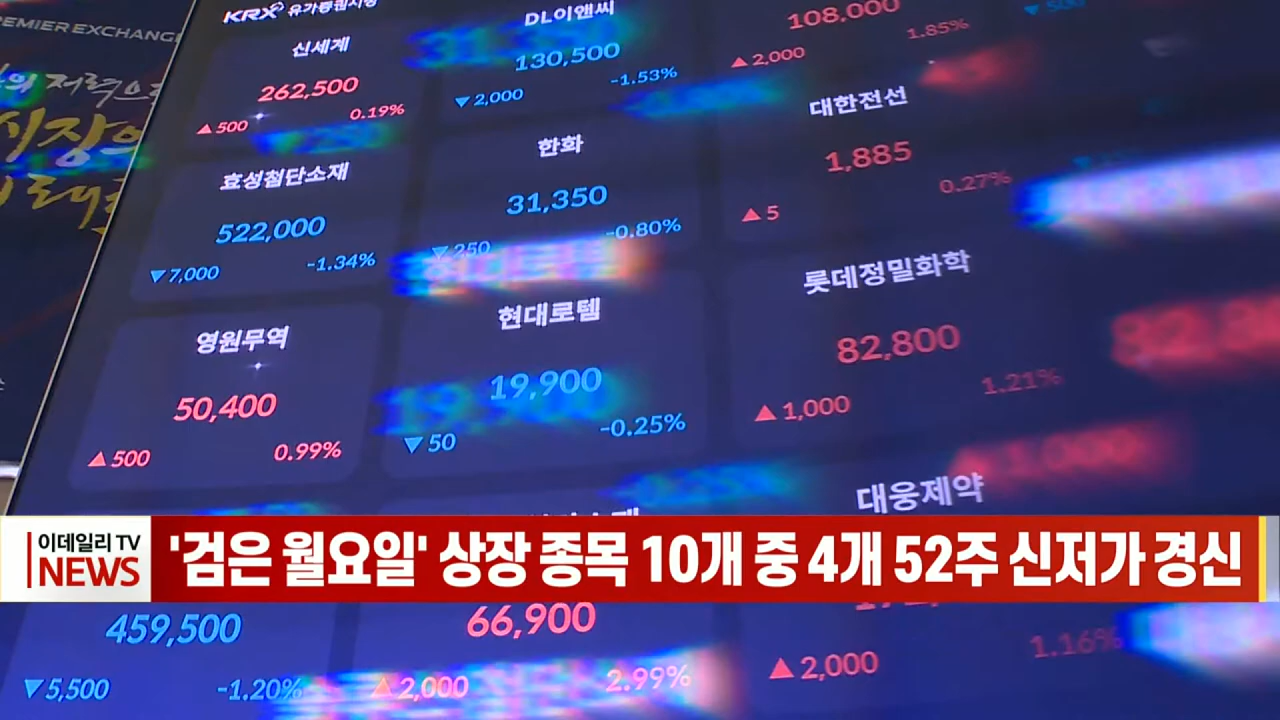 PREMIER EXCHANGE
KRX 유가증권시장
신세계
262,500
▲500 0.19%
DL이앤씨
130,500
▼2,000 -1.53%
108,000
▲2,000 1.85%
효성첨단소재
522,000
▼7,000 -1.34%
한화
31,350
▼250 -0.80%
대한전선
1,885
▲5 0.27%
영원무역
50,400
▲500 0.99%
현대로템
19,900
▼50 -0.25%
롯데정밀화학
82,800
▲1,000 1.21%
대웅제약
이데일리 TV
NEWS
'검은 월요일' 상장 종목 10개 중 4개 52주 신저가 경신
459,500
▼5,500 -1.20%
66,900
▲2,000 2.99%
▲2,000 1.16%